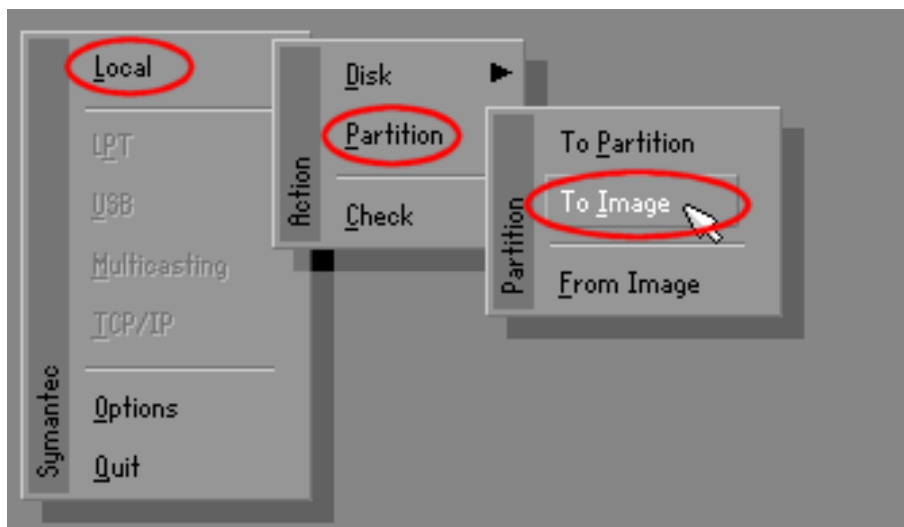 Symantec
Local
LPT
USB
Multicasting
TCP/IP
Options
Quit
Action
Disk
Partition
Check
Partition
To Partition
To Image
From Image